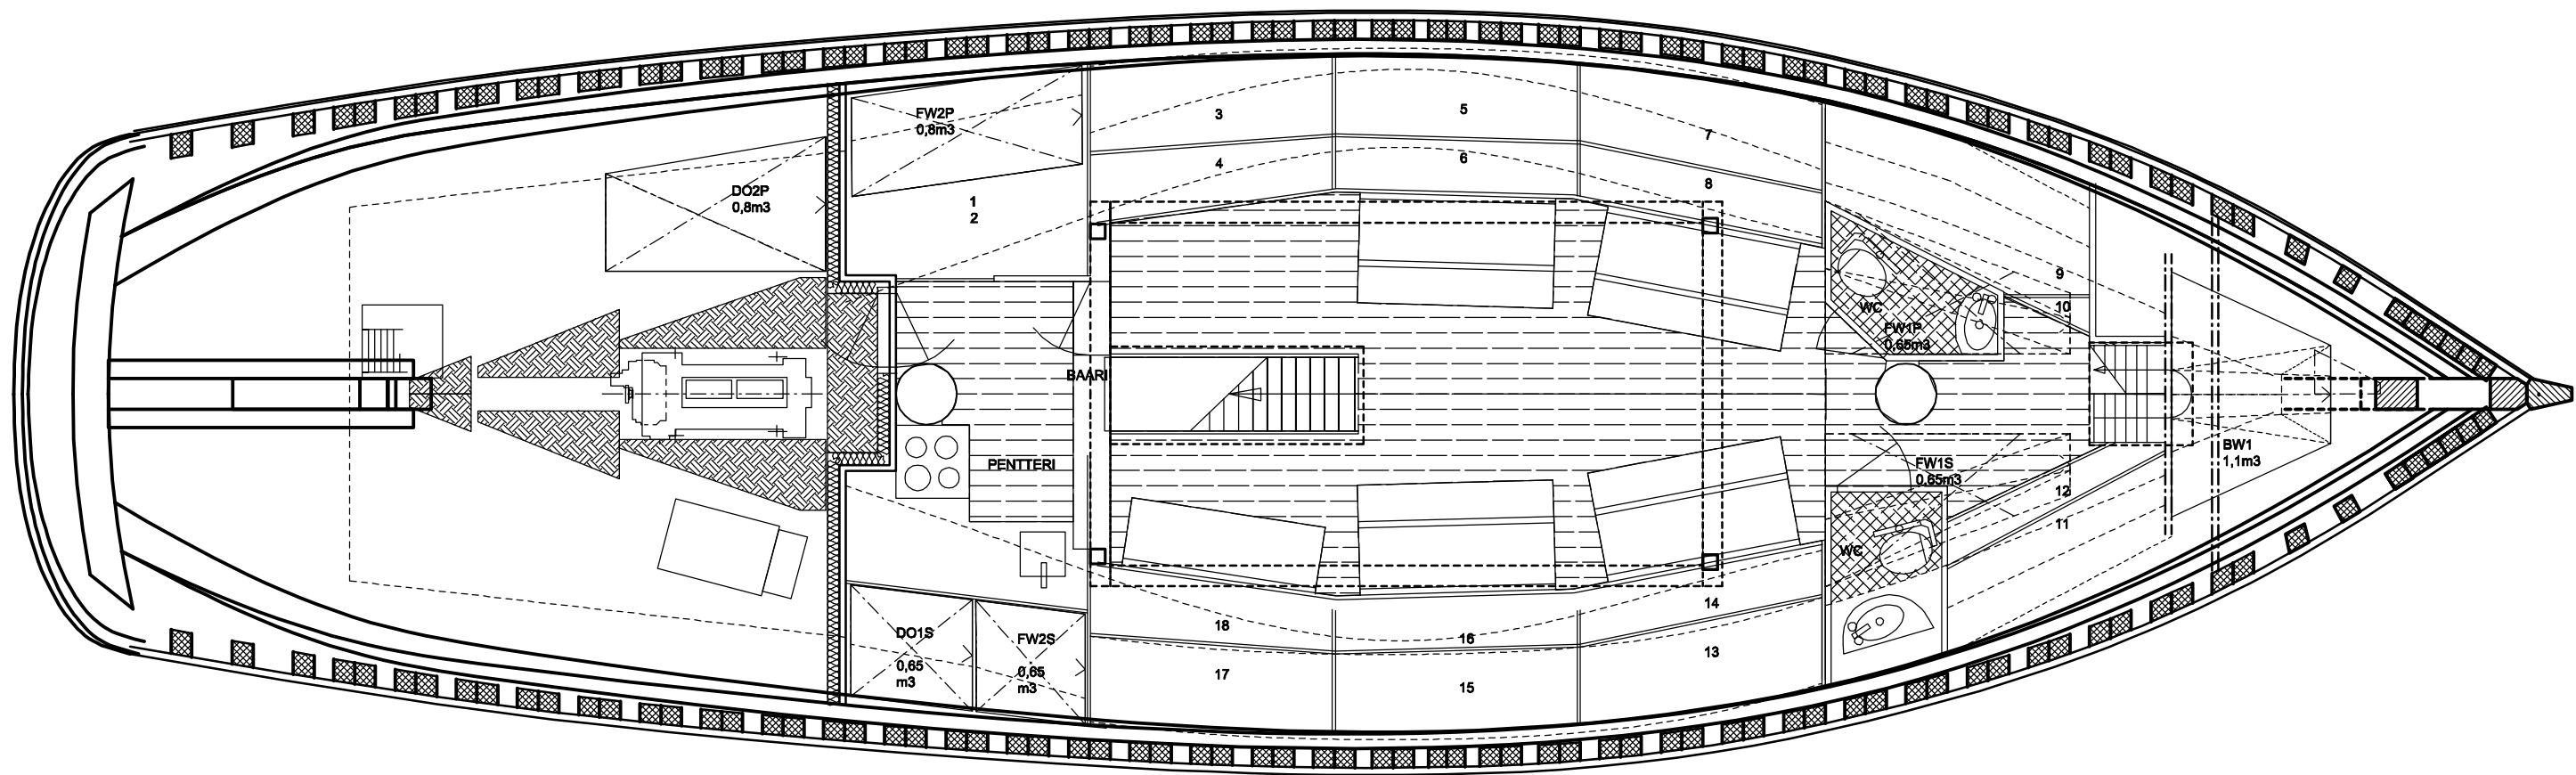 FW2P
0,8m3
DO2P
0,8m3
1
2
3
4
5
6
7
8
9
10
WC
FW1P
0,65m3
BAARI
PENTTERI
FW1S
0,65m3
BW1
1,1m3
12
11
WC
14
13
16
15
18
17
DO1S
0,65
m3
FW2S
0,65
m3